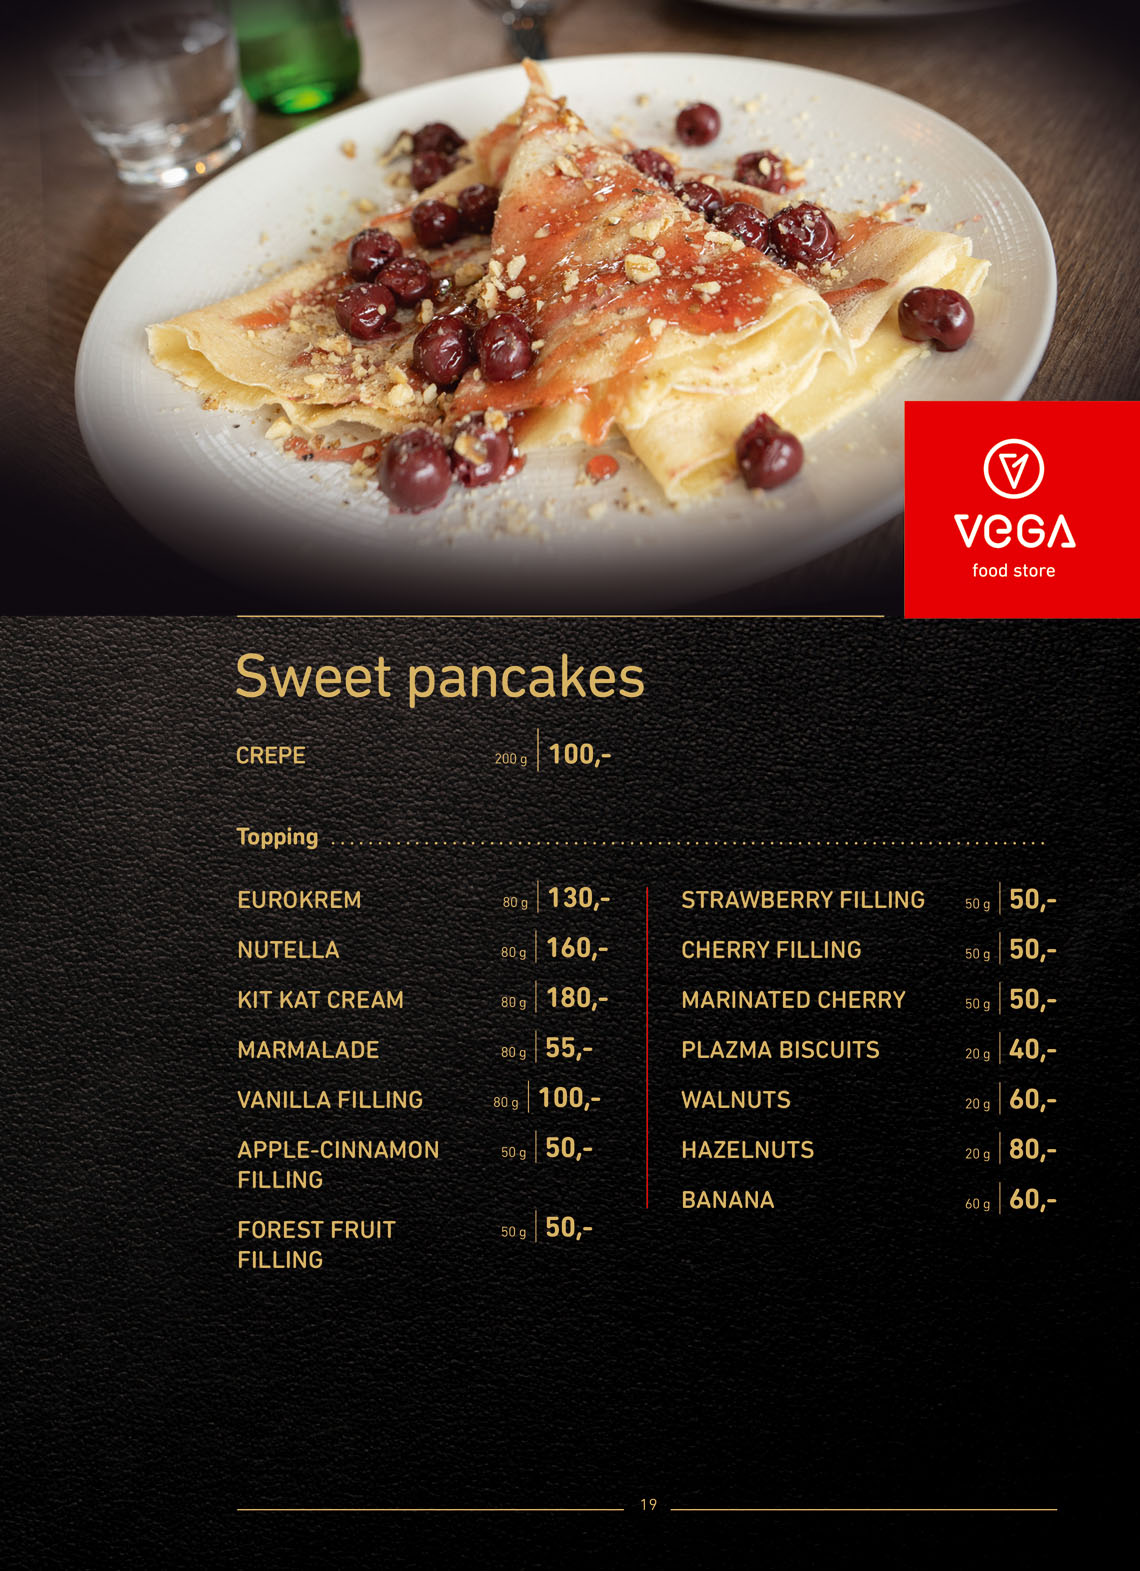 VEGA
food store
Sweet pancakes
CREPE 200 g 100,-
Topping ........................................................................
EUROKREM 80 g 130,-
NUTELLA 80 g 160,-
KIT KAT CREAM 80 g 180,-
MARMALADE 80 g 55,-
VANILLA FILLING 80 g 100,-
APPLE-CINNAMON 50 g 50,-
FILLING
FOREST FRUIT 50 g 50,-
FILLING
STRAWBERRY FILLING 50 g 50,-
CHERRY FILLING 50 g 50,-
MARINATED CHERRY 50 g 50,-
PLAZMA BISCUITS 20 g 40,-
WALNUTS 20 g 60,-
HAZELNUTS 20 g 80,-
BANANA 60 g 60,-
19